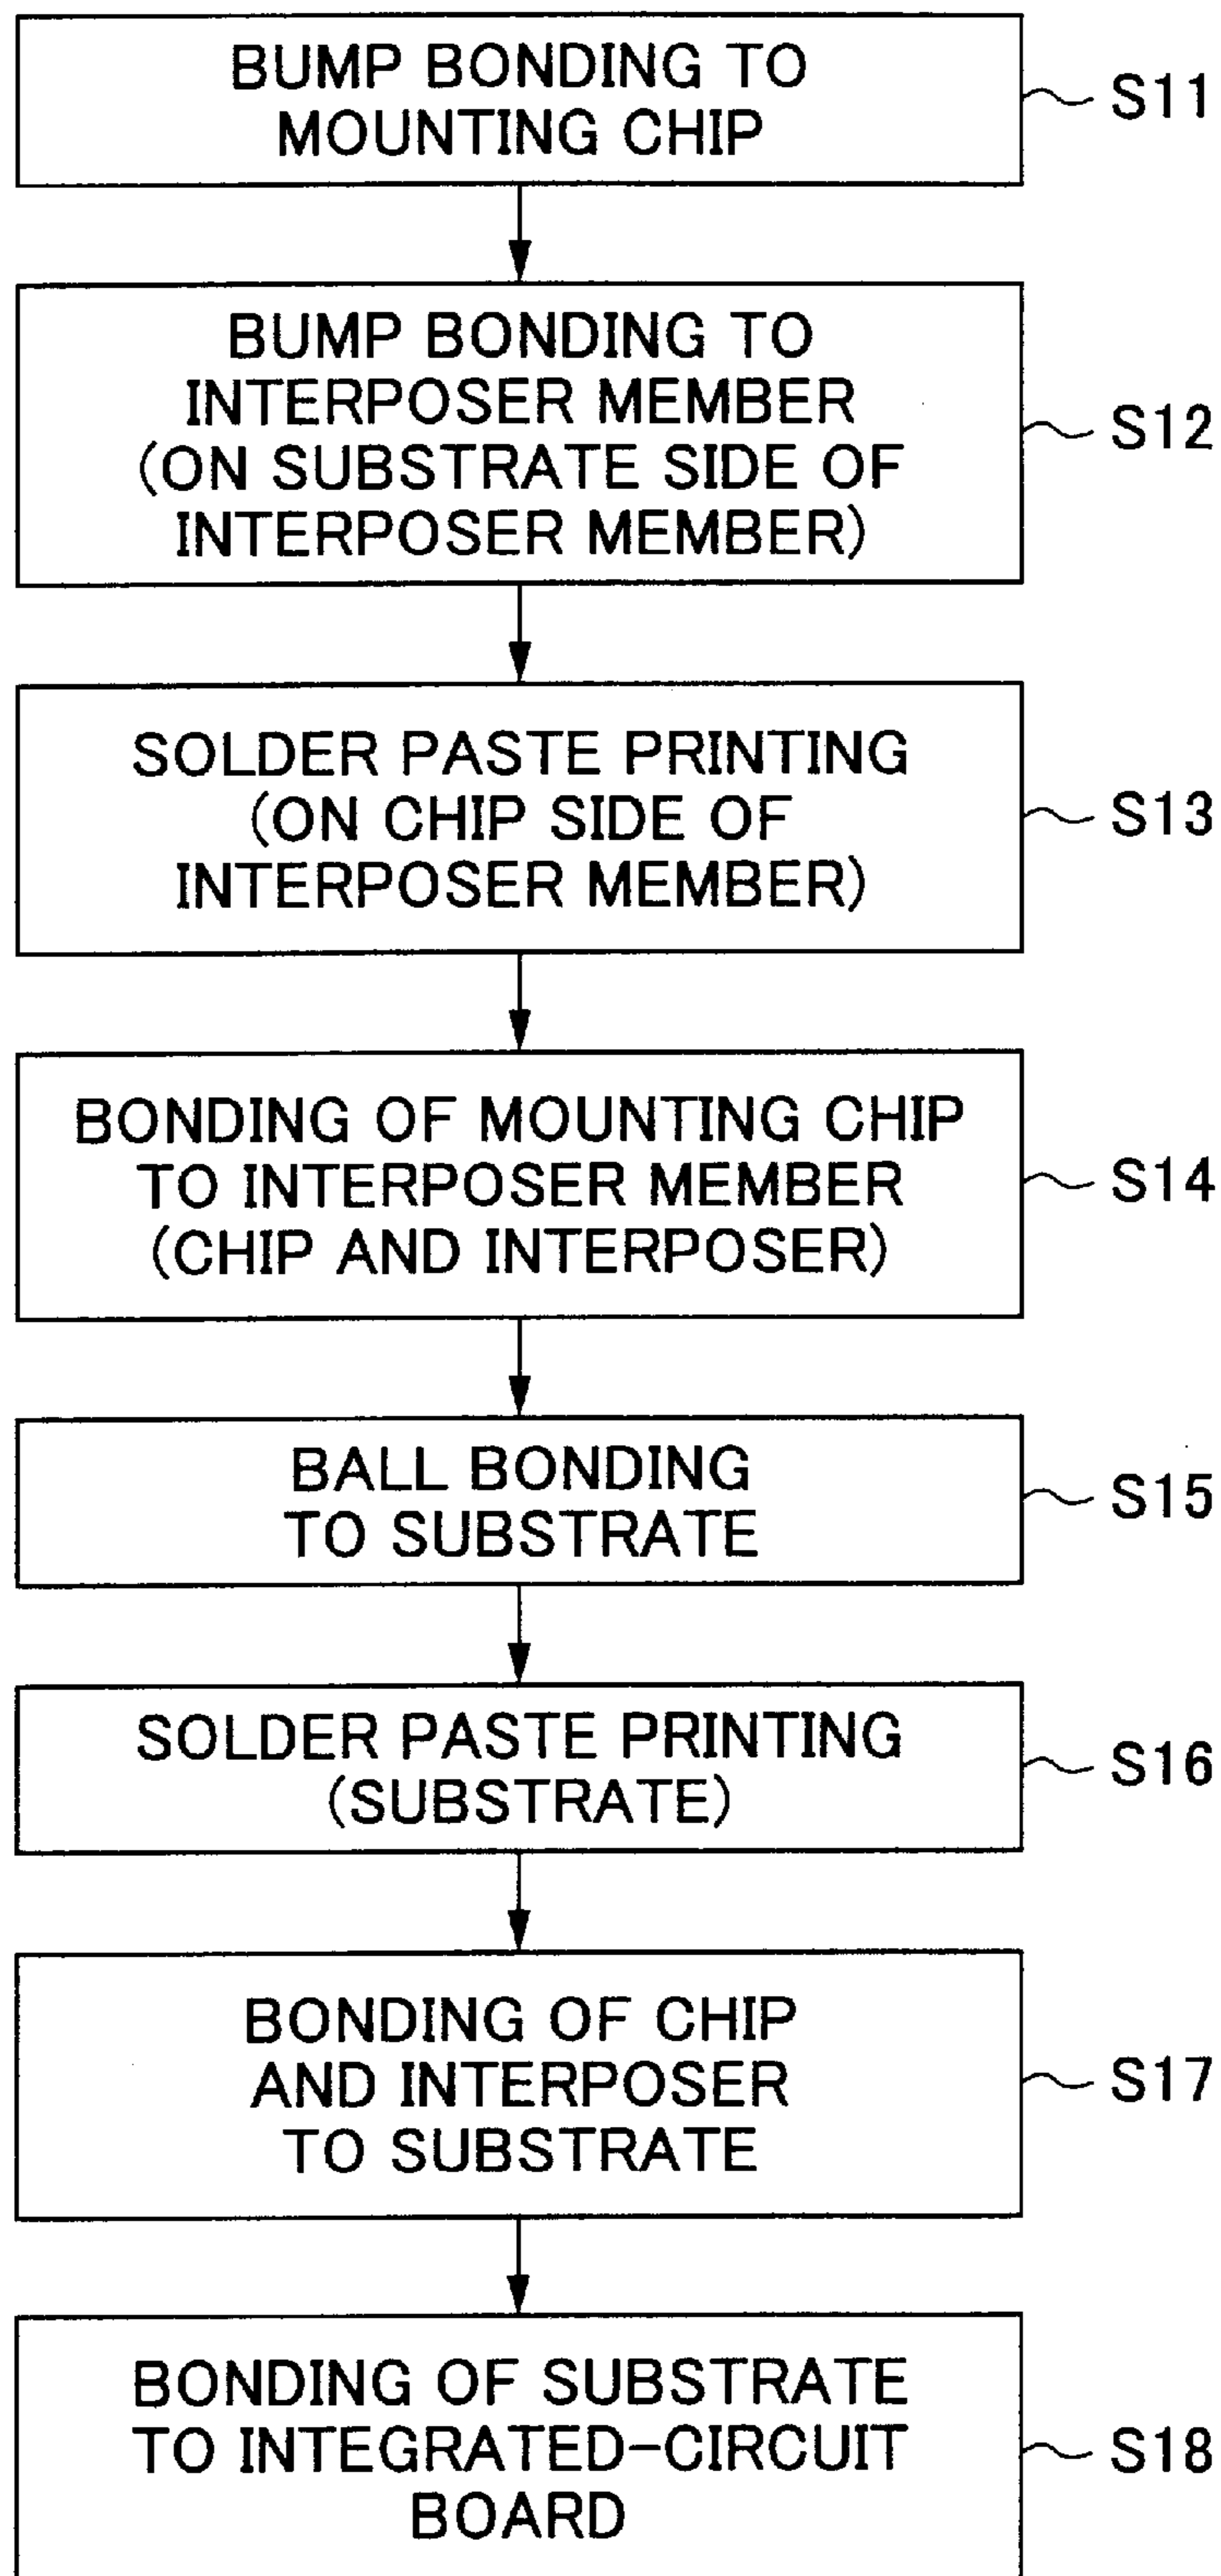 BUMP BONDING TO
MOUNTING CHIP
S11
BUMP BONDING TO
INTERPOSER MEMBER
(ON SUBSTRATE SIDE OF
INTERPOSER MEMBER)
S12
SOLDER PASTE PRINTING
(ON CHIP SIDE OF
INTERPOSER MEMBER)
S13
BONDING OF MOUNTING CHIP
TO INTERPOSER MEMBER
(CHIP AND INTERPOSER)
S14
BALL BONDING
TO SUBSTRATE
S15
SOLDER PASTE PRINTING
(SUBSTRATE)
S16
BONDING OF CHIP
AND INTERPOSER
TO SUBSTRATE
S17
BONDING OF SUBSTRATE
TO INTEGRATED-CIRCUIT
BOARD
S18